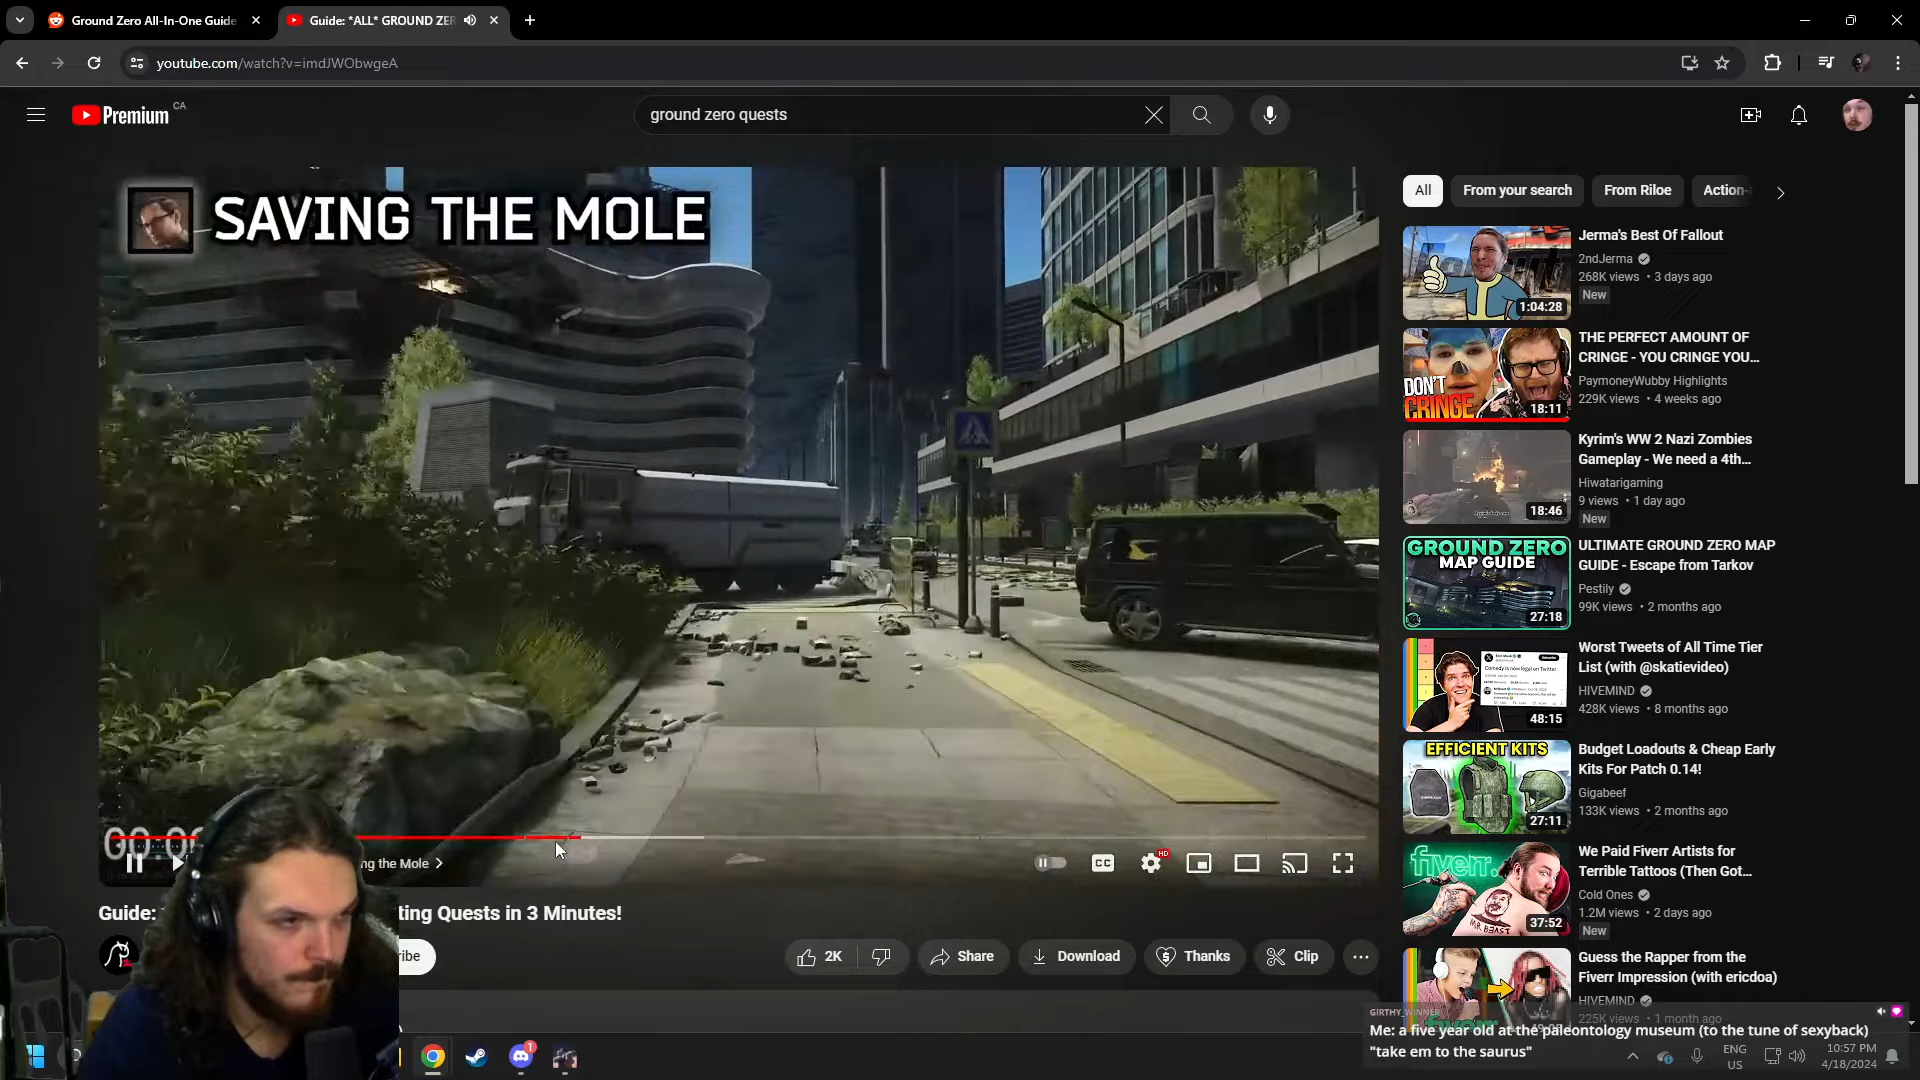 Ground Zero All-In-One Guide
Guide: *ALL* GROUND ZER
youtube.com/watch?v=imdJWObwgeA
Premium
CA
ground zero quests
SAVING THE MOLE
All
From your search
From Riloe
Action-
Jerma's Best Of Fallout
2ndJerma
268K views • 3 days ago
New
1:04:28
THE PERFECT AMOUNT OF
CRINGE - YOU CRINGE YOU...
PaymoneyWubby Highlights
229K views • 4 weeks ago
DON'T
CRINGE
18:11
Kyrim's WW 2 Nazi Zombies
Gameplay - We need a 4th...
Hiwatarigaming
9 views • 1 day ago
New
18:46
ULTIMATE GROUND ZERO MAP
GUIDE - Escape from Tarkov
Pestily
99K views • 2 months ago
GROUND ZERO
MAP GUIDE
27:18
Worst Tweets of All Time Tier
List (with @skatievideo)
HIVEMIND
428K views • 8 months ago
48:15
Budget Loadouts & Cheap Early
Kits For Patch 0.14!
Gigabeef
133K views • 2 months ago
EFFICIENT KITS
27:11
We Paid Fiverr Artists for
Terrible Tattoos (Then Got...
Cold Ones
1.2M views • 2 days ago
New
fiverr.
37:52
Guess the Rapper from the
Fiverr Impression (with ericdoa)
HIVEMIND
225K views • 1 month ago
ng the Mole
CC
HD
Guide:
ting Quests in 3 Minutes!
ibe
2K
Share
Download
Thanks
Clip
GIRTHY_WINNER
Me: a five year old at the paleontology museum (to the tune of sexyback)
"take em to the saurus"
1
ENG
US
10:57 PM
4/18/2024